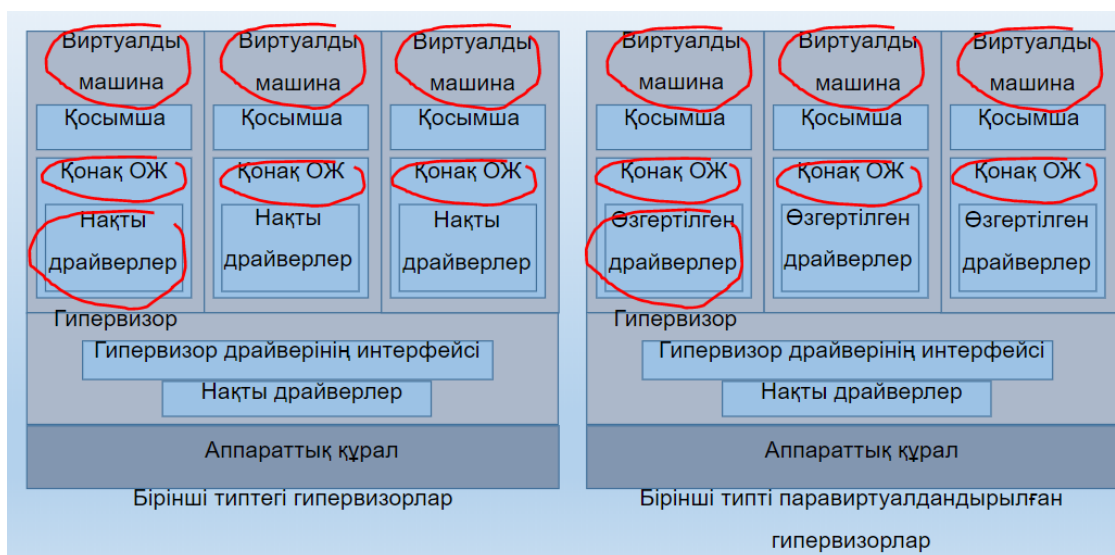 Виртуалды
машина
Қосымша
Қонақ ОЖ
Нақты
драйверлер
Виртуалды
машина
Қосымша
Қонақ ОЖ
Нақты
драйверлер
Виртуалды
машина
Қосымша
Қонақ ОЖ
Нақты
драйверлер
Гипервизор
Гипервизор драйверінің интерфейсі
Нақты драйверлер
Аппараттық құрал
Бірінші типтегі гипервизорлар
Виртуалды
машина
Қосымша
Қонақ ОЖ
Өзгертілген
драйверлер
Виртуалды
машина
Қосымша
Қонақ ОЖ
Өзгертілген
драйверлер
Виртуалды
машина
Қосымша
Қонақ ОЖ
Өзгертілген
драйверлер
Гипервизор
Гипервизор драйверінің интерфейсі
Нақты драйверлер
Аппараттық құрал
Бірінші типті паравиртуалдандырылған
гипервизорлар